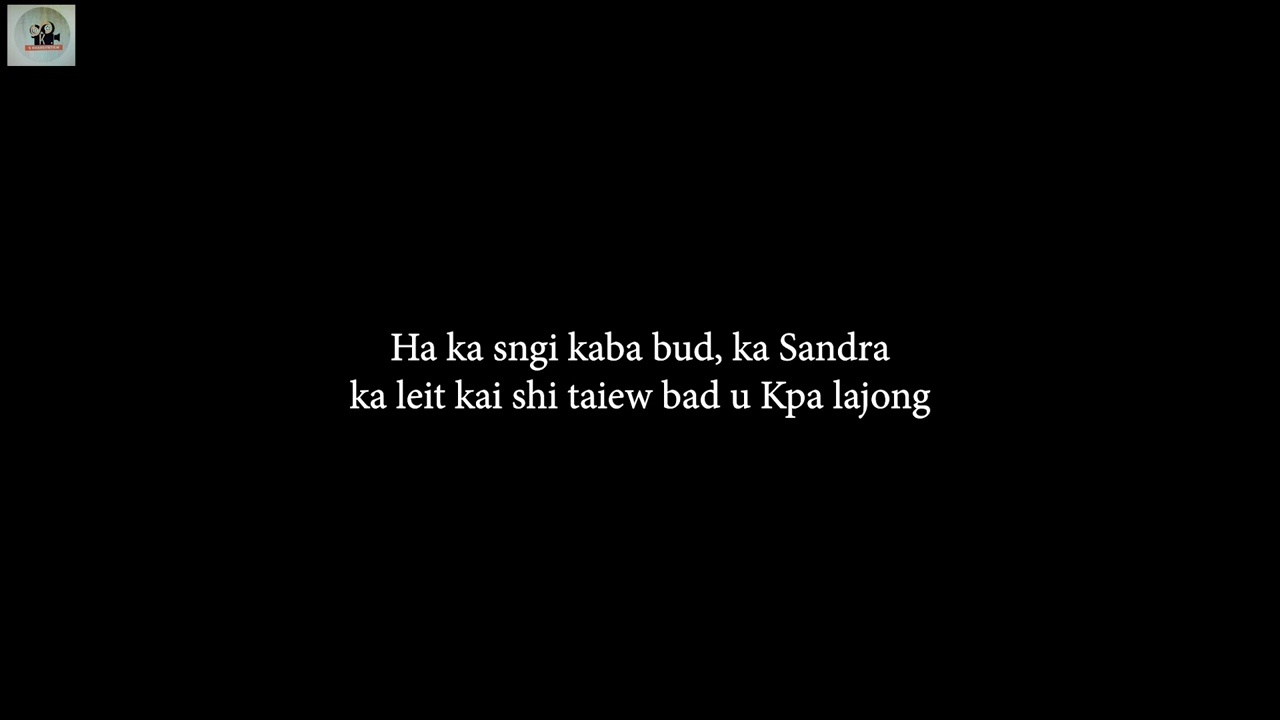 Ha ka sngi kaba bud, ka Sandra
ka leit kai shi taiew bad u Kpa lajong